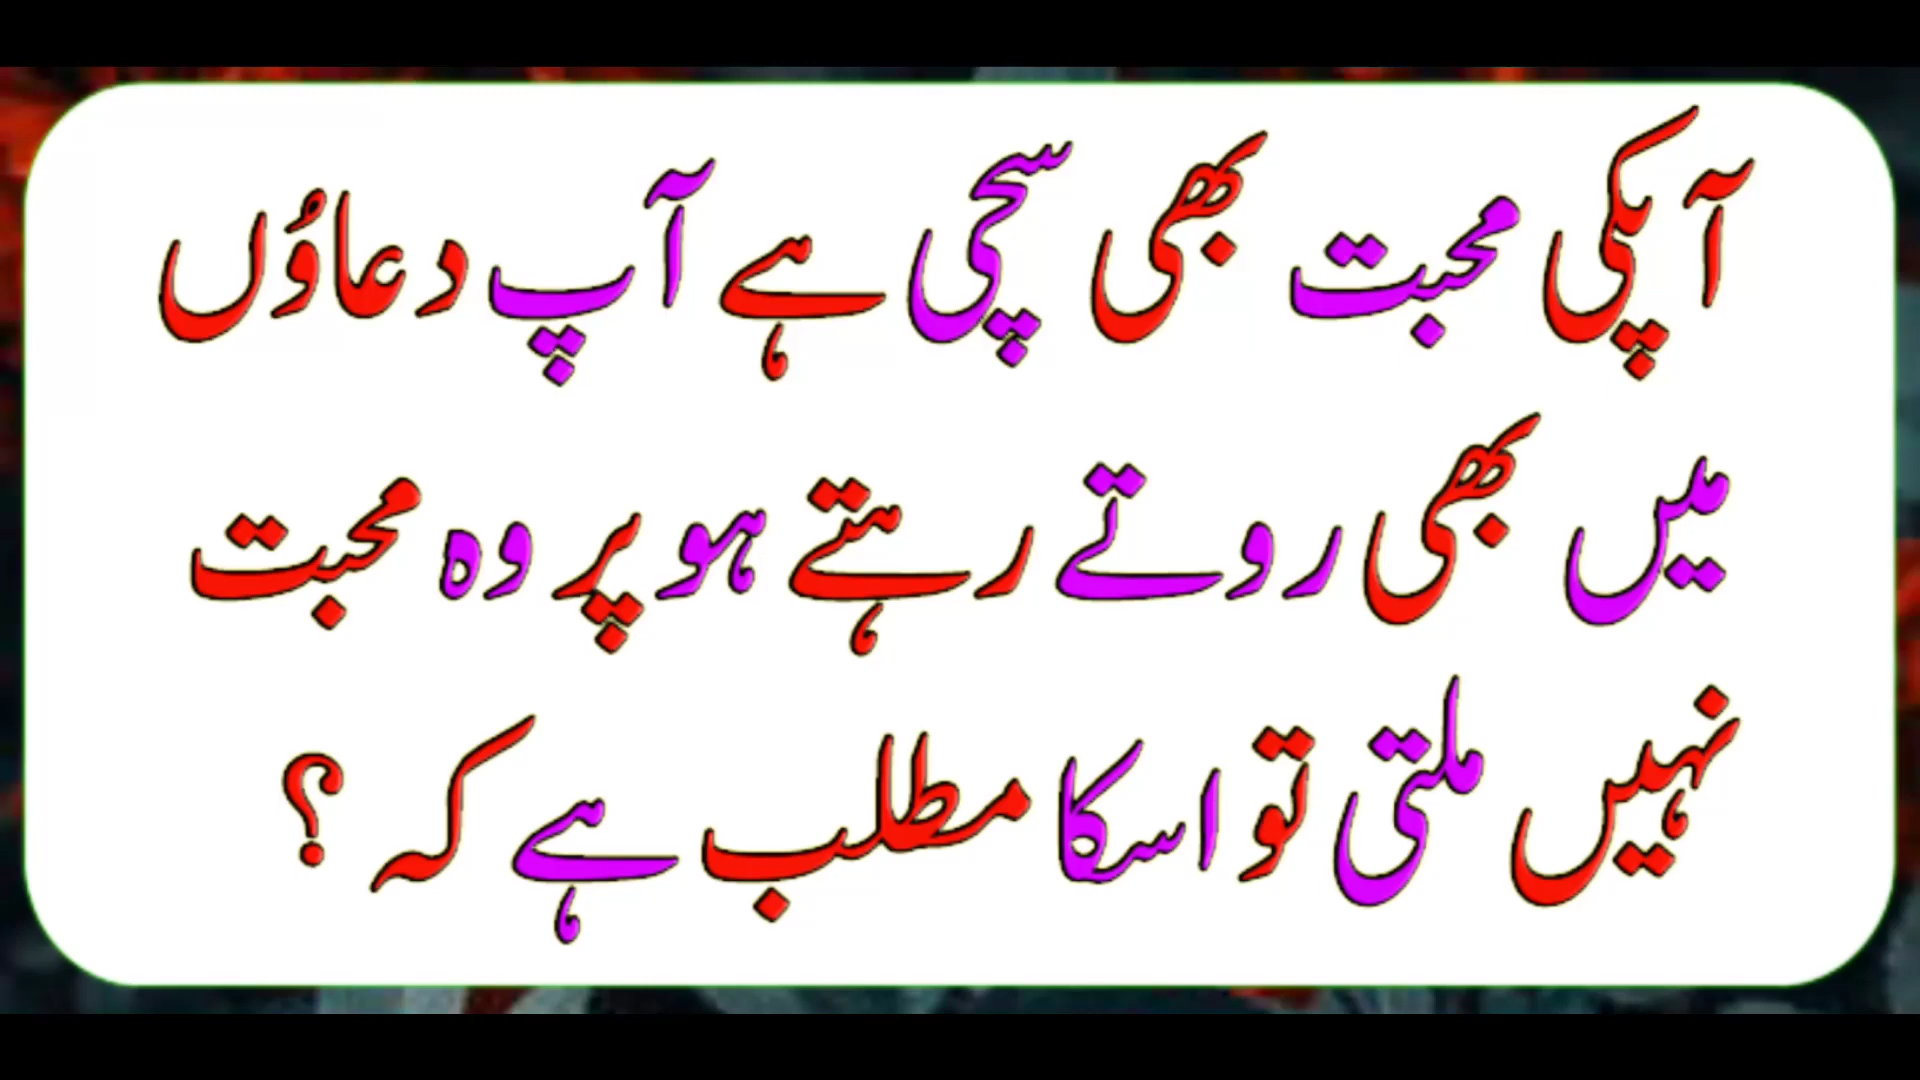 آپکی محبت بھی سچی ہے آپ دعاؤں
میں بھی روتے رہتے ہو پر وہ محبت
نہیں ملتی تو اسکا مطلب ہے کہ ؟